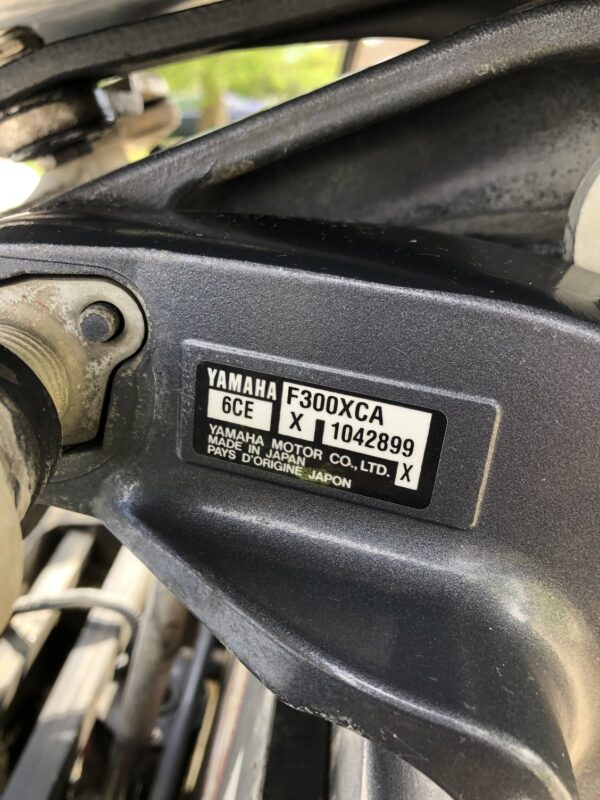 YAMAHA F300XCA
6CE X 1042899
YAMAHA MOTOR CO., LTD. X
MADE IN JAPAN
PAYS D'ORIGINE JAPON